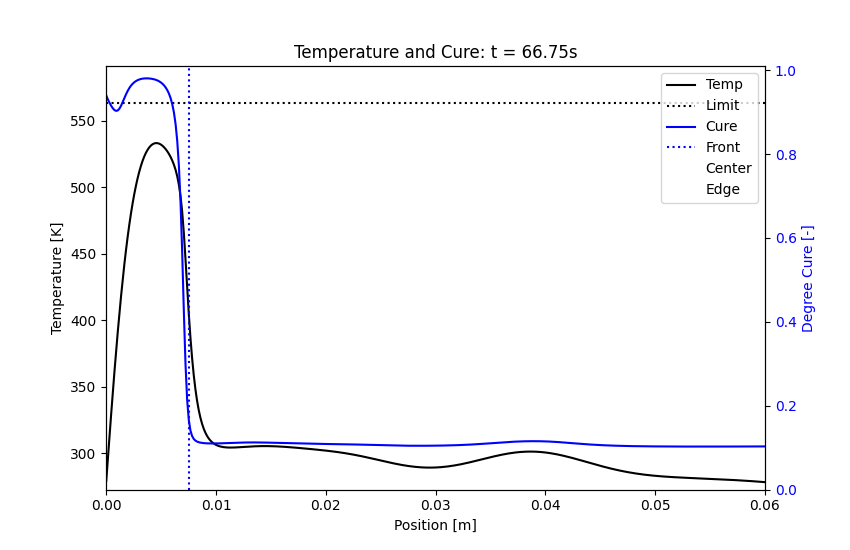 Temperature and Cure: t = 66.75s
Temperature [K]
550
500
450
400
350
300
Temp
Limit
Cure
Front
Center
Edge
1.0
0.8
0.6
0.4
0.2
0.0
Degree Cure [-]
0.00
0.01
0.02
0.03
0.04
0.05
0.06
Position [m]